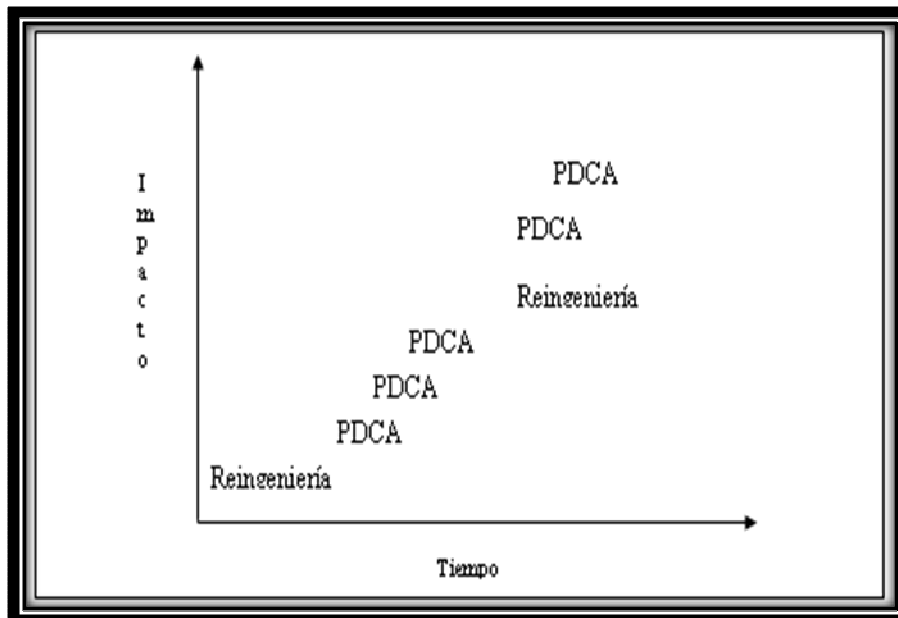 Impacto
PDCA
PDCA
Reingeniería
PDCA
PDCA
PDCA
Reingeniería
Tiempo